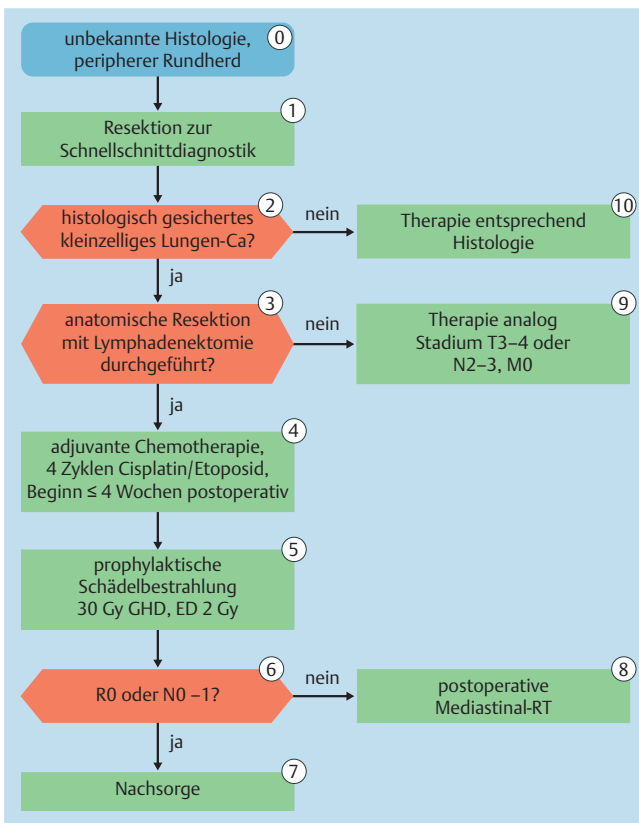 unbekannte Histologie,
peripherer Rundherd
0
1
Resektion zur
Schnellschnittdiagnostik
2
histologisch gesichertes
kleinzelliges Lungen-Ca?
nein
10
Therapie entsprechend
Histologie
ja
3
anatomische Resektion
mit Lymphadenektomie
durchgeführt?
nein
9
Therapie analog
Stadium T3–4 oder
N2–3, M0
ja
4
adjuvante Chemotherapie,
4 Zyklen Cisplatin/Etoposid,
Beginn ≤ 4 Wochen postoperativ
5
prophylaktische
Schädelbestrahlung
30 Gy GHD, ED 2 Gy
6
R0 oder N0 –1?
nein
8
postoperative
Mediastinal-RT
ja
7
Nachsorge